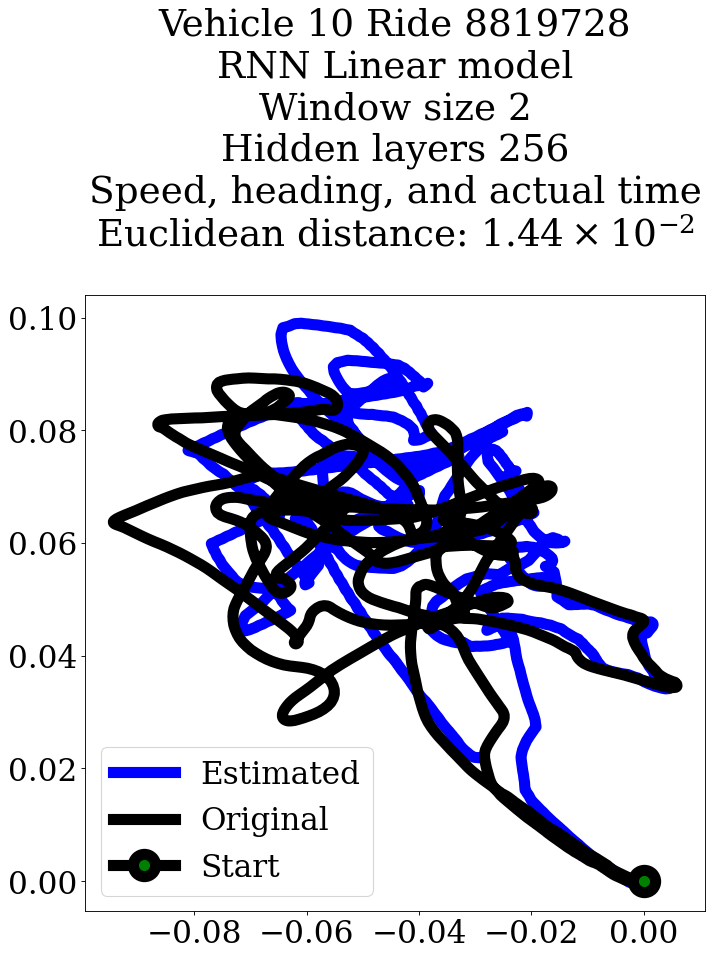 Vehicle 10 Ride 8819728
RNN Linear model
Window size 2
Hidden layers 256
Speed, heading, and actual time
Euclidean distance: 1.44 × 10⁻²
0.10
0.08
0.06
0.04
0.02
0.00
Estimated
Original
Start
−0.08 −0.06 −0.04 −0.02 0.00